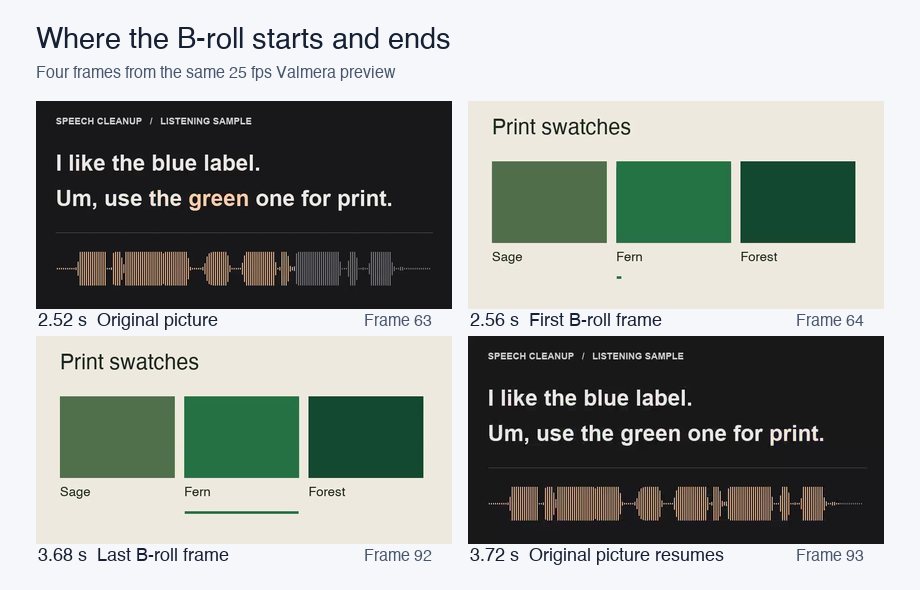 Where the B-roll starts and ends
Four frames from the same 25 fps Valmera preview
SPEECH CLEANUP / LISTENING SAMPLE
I like the blue label.
Um, use the green one for print.
2.52 s Original picture Frame 63
Print swatches
Sage Fern Forest
2.56 s First B-roll frame Frame 64
Print swatches
Sage Fern Forest
3.68 s Last B-roll frame Frame 92
SPEECH CLEANUP / LISTENING SAMPLE
I like the blue label.
Um, use the green one for print.
3.72 s Original picture resumes Frame 93